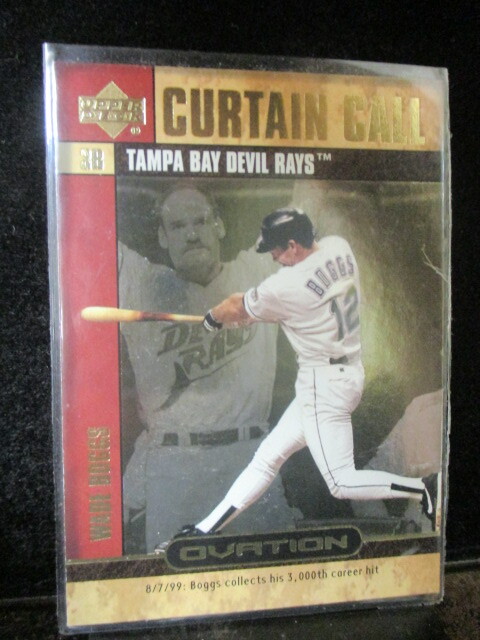 UPPER DECK
CURTAIN CALL
3B
TAMPA BAY DEVIL RAYS™
BOGGS
12
DEVIL
RAYS
WADE BOGGS
OVATION
8/7/99: Boggs collects his 3,000th career hit